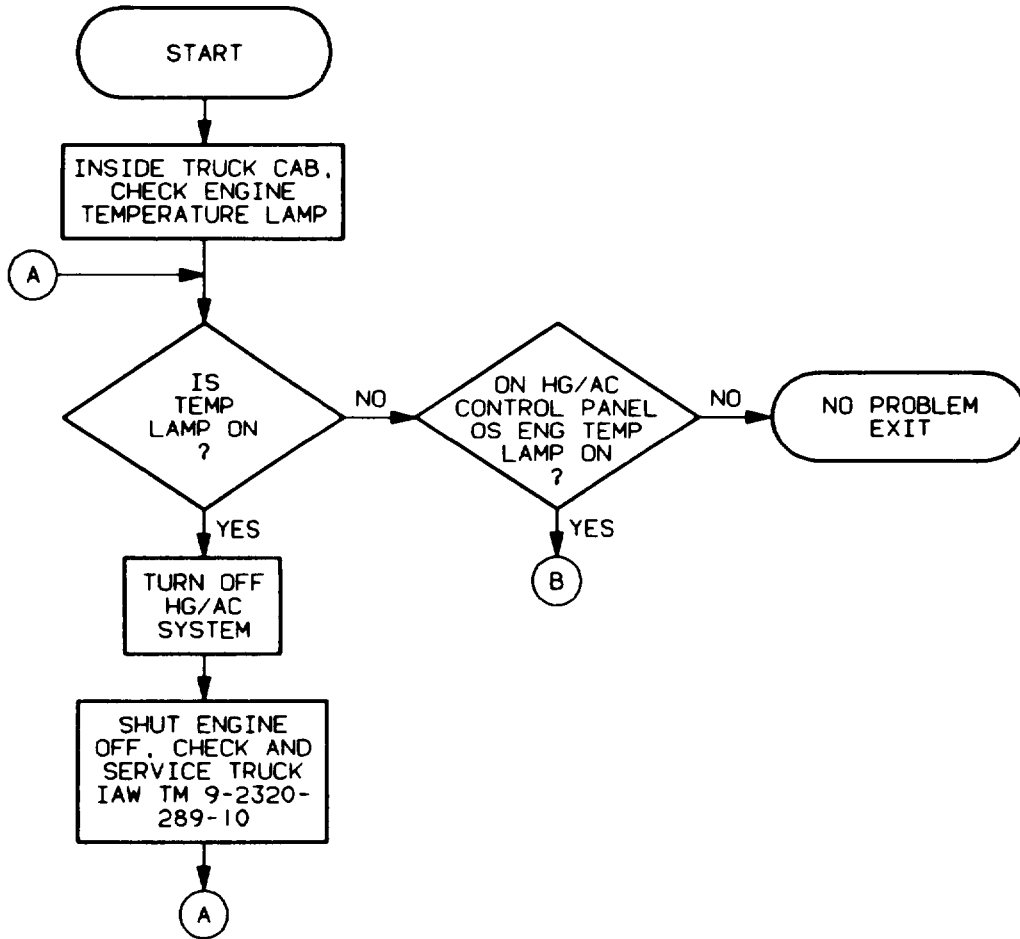 START
INSIDE TRUCK CAB,
CHECK ENGINE
TEMPERATURE LAMP
A
IS
TEMP
LAMP ON
?
NO
ON HG/AC
CONTROL PANEL
OS ENG TEMP
LAMP ON
?
NO
NO PROBLEM
EXIT
YES
YES
TURN OFF
HG/AC
SYSTEM
B
SHUT ENGINE
OFF, CHECK AND
SERVICE TRUCK
IAW TM 9-2320-
289-10
A